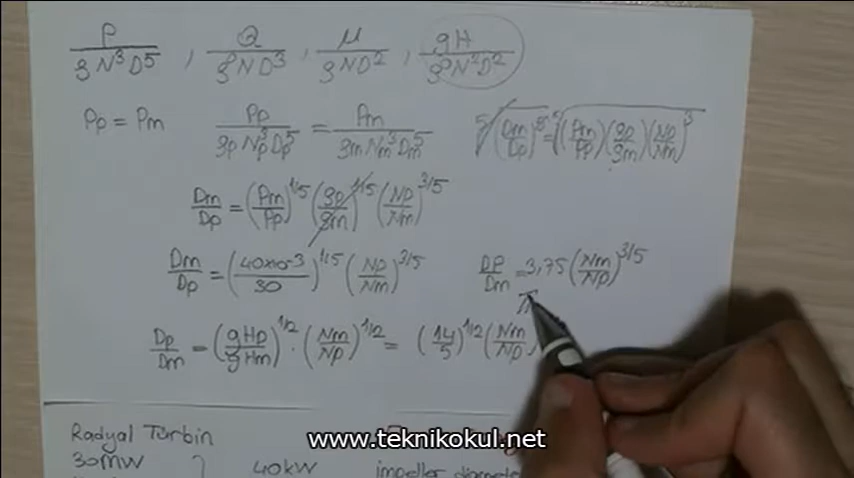 P/ρN³D⁵ , Q/ρND³ , μ/ρND² , gH/ρN²D²
Pp = Pm Pp/ρpNp³Dp⁵ = Pm/ρmNm³Dm⁵ ⁵√(Dm/Dp)⁵ = ⁵√(Pm/Pp)(ρp/ρm)(Np/Nm)³
Dm/Dp = (Pm/Pp)^1/5 (ρp/ρm)^1/5 (Np/Nm)^3/5
Dm/Dp = (40x10⁻³/30)^1/5 (Np/Nm)^3/5 DP/Dm = 3,75 (Nm/Np)^3/5
Dp/Dm = (gHp/gHm)^1/2 · (Nm/Np)^1/2 = (14/5)^1/2 (Nm/Np)
Radyal Türbin
30MW 40kW impeller
www.teknikokul.net